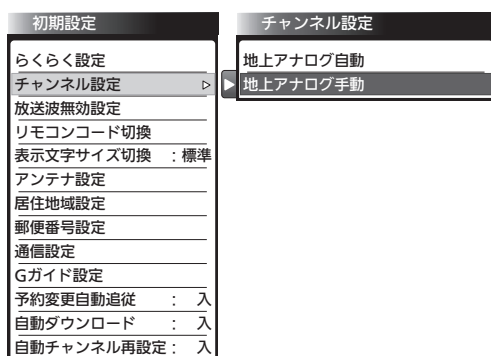 初期設定
らくらく設定
チャンネル設定
放送波無効設定
リモコンコード切換
表示文字サイズ切換 : 標準
アンテナ設定
居住地域設定
郵便番号設定
通信設定
Gガイド設定
予約変更自動追従 : 入
自動ダウンロード : 入
自動チャンネル再設定 : 入
チャンネル設定
地上アナログ自動
地上アナログ手動